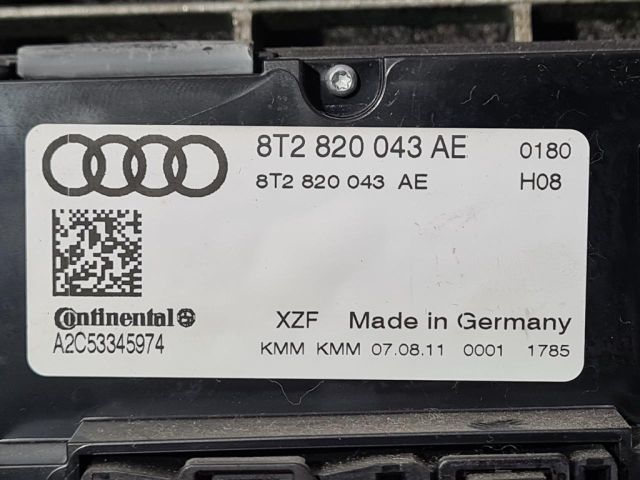 8T2 820 043 AE 0180
8T2 820 043 AE H08
Continental
A2C53345974
XZF Made in Germany
KMM KMM 07.08.11 0001 1785